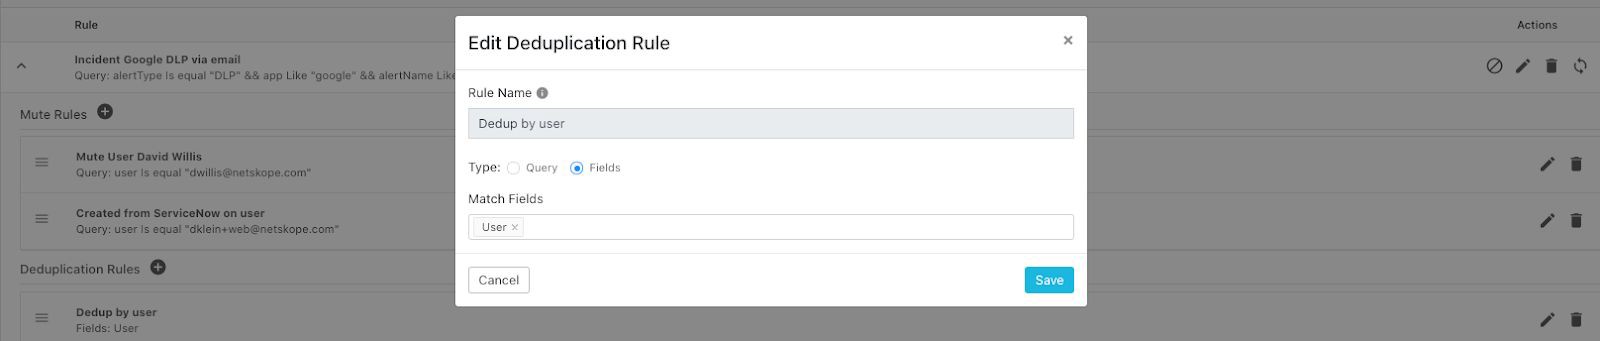 Rule
Actions
Incident Google DLP via email
Query: alertType Is equal "DLP" && app Like "google" && alertName Like
Mute Rules
Mute User David Willis
Query: user Is equal "dwillis@netskope.com"
Created from ServiceNow on user
Query: user Is equal "dklein+web@netskope.com"
Deduplication Rules
Dedup by user
Fields: User
Edit Deduplication Rule
×
Rule Name
Dedup by user
Type: Query Fields
Match Fields
User ×
Cancel
Save